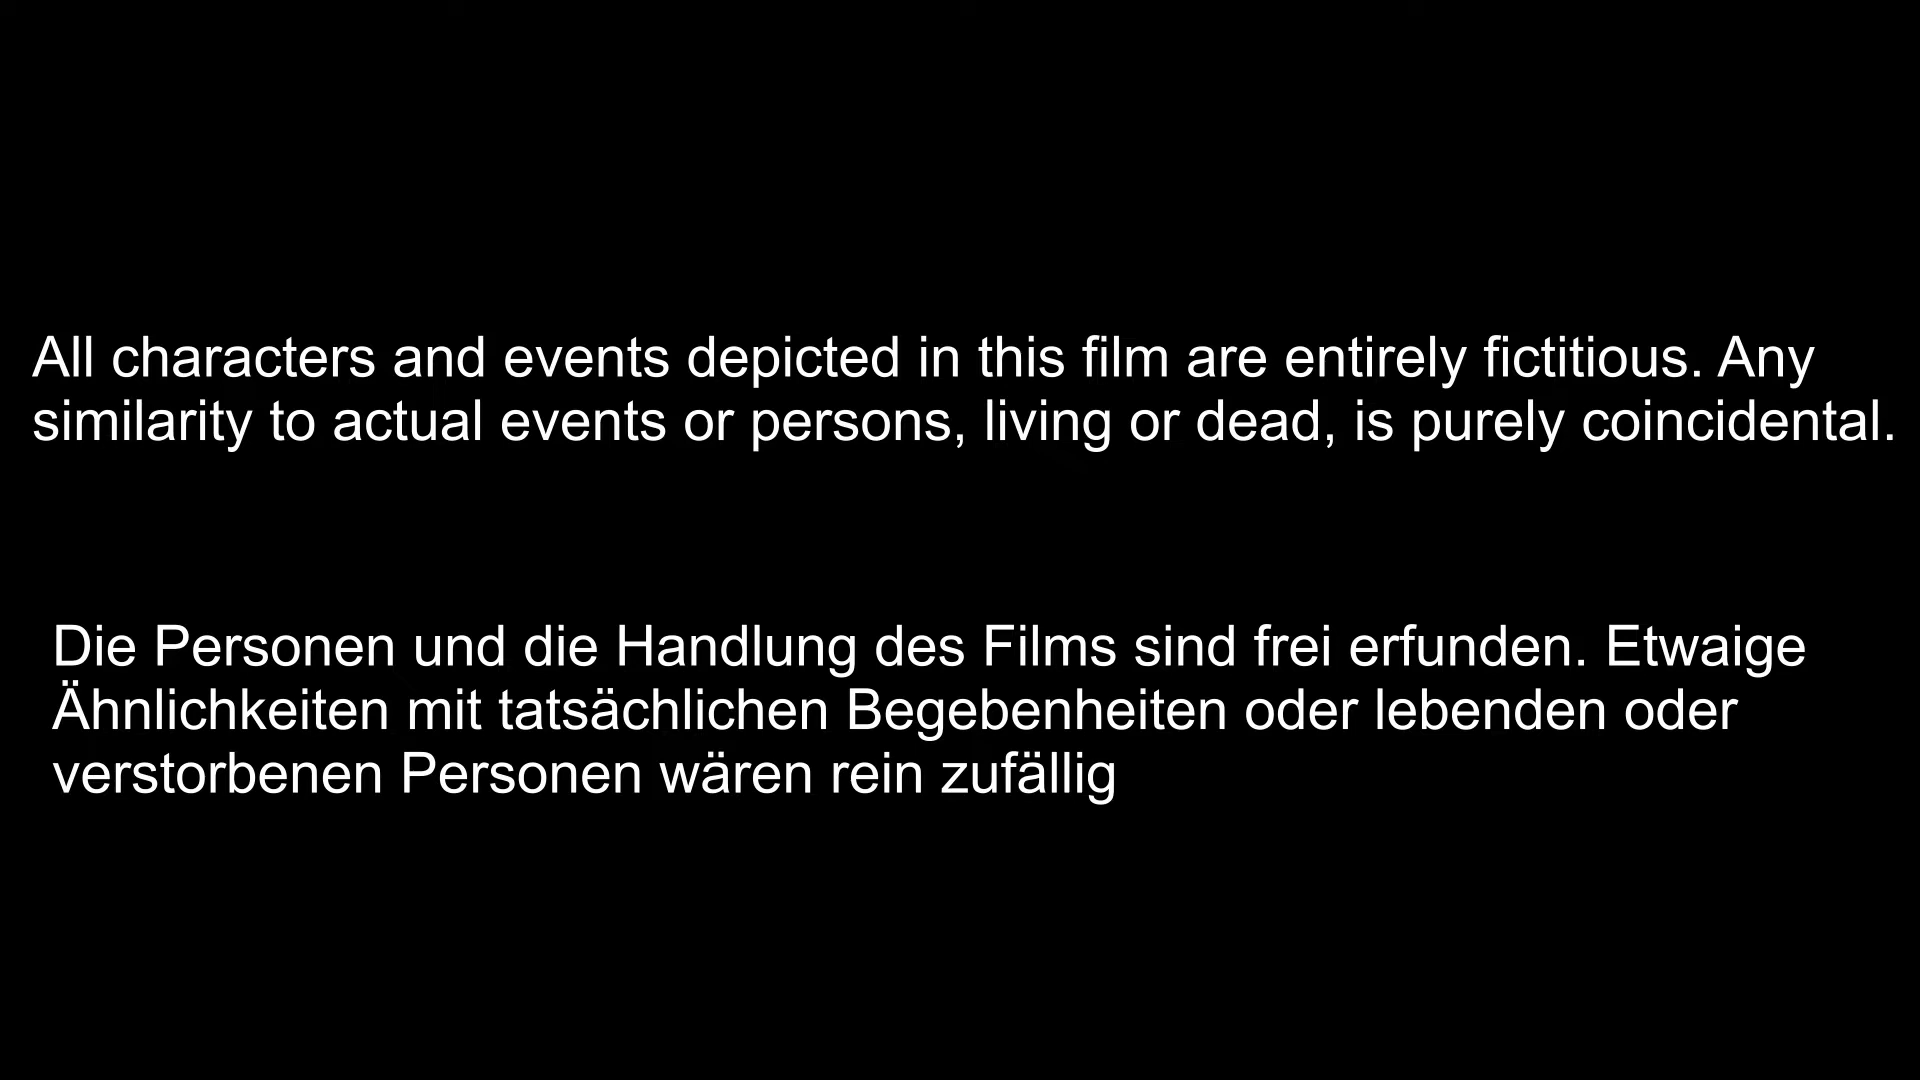 All characters and events depicted in this film are entirely fictitious. Any
similarity to actual events or persons, living or dead, is purely coincidental.
Die Personen und die Handlung des Films sind frei erfunden. Etwaige
Ähnlichkeiten mit tatsächlichen Begebenheiten oder lebenden oder
verstorbenen Personen wären rein zufällig